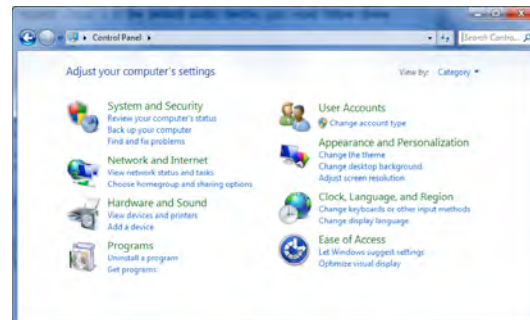 Control Panel
Search Contro...
Adjust your computer's settings
View by: Category
System and Security
Review your computer's status
Back up your computer
Find and fix problems
Network and Internet
View network status and tasks
Choose homegroup and sharing options
Hardware and Sound
View devices and printers
Add a device
Programs
Uninstall a program
Get programs
User Accounts
Change account type
Appearance and Personalization
Change the theme
Change desktop background
Adjust screen resolution
Clock, Language, and Region
Change keyboards or other input methods
Change display language
Ease of Access
Let Windows suggest settings
Optimize visual display